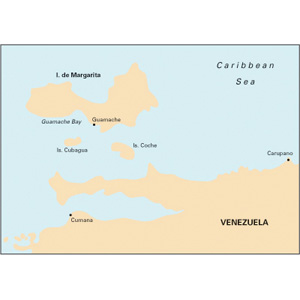 Caribbean
Sea
I. de Margarita
Guamache Bay
Guamache
Is. Cubagua
Is. Coche
Carupano
Cumana
VENEZUELA